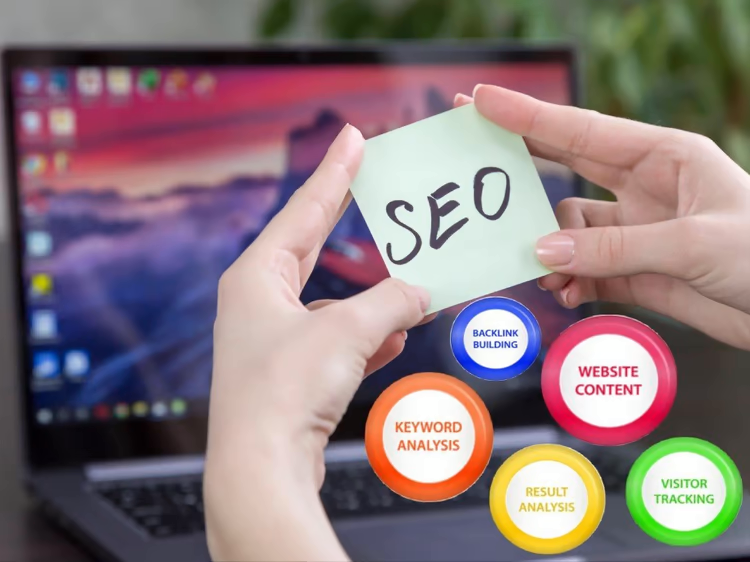 SEO
BACKLINK
BUILDING
WEBSITE
CONTENT
KEYWORD
ANALYSIS
RESULT
ANALYSIS
VISITOR
TRACKING